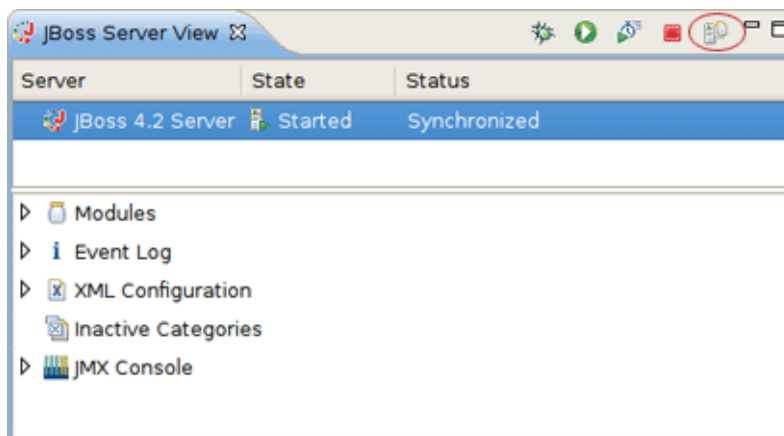 JBoss Server View
Server State Status
JBoss 4.2 Server Started Synchronized
Modules
Event Log
XML Configuration
Inactive Categories
JMX Console